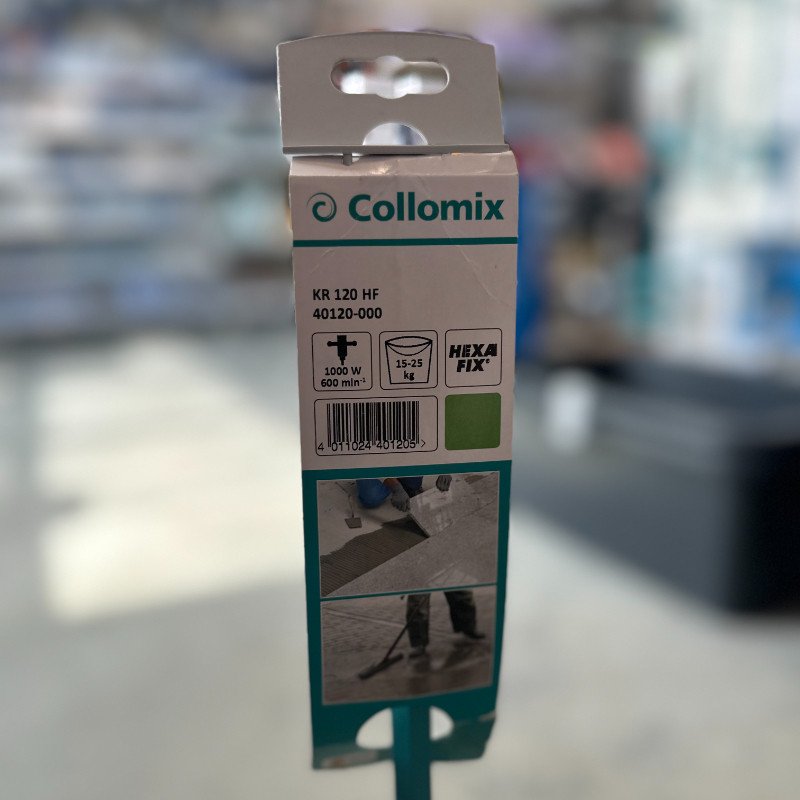 Collomix
KR 120 HF
40120-000
1000 W
600 min⁻¹
15-25
kg
HEXA
FIX®
4 011024 401205 >